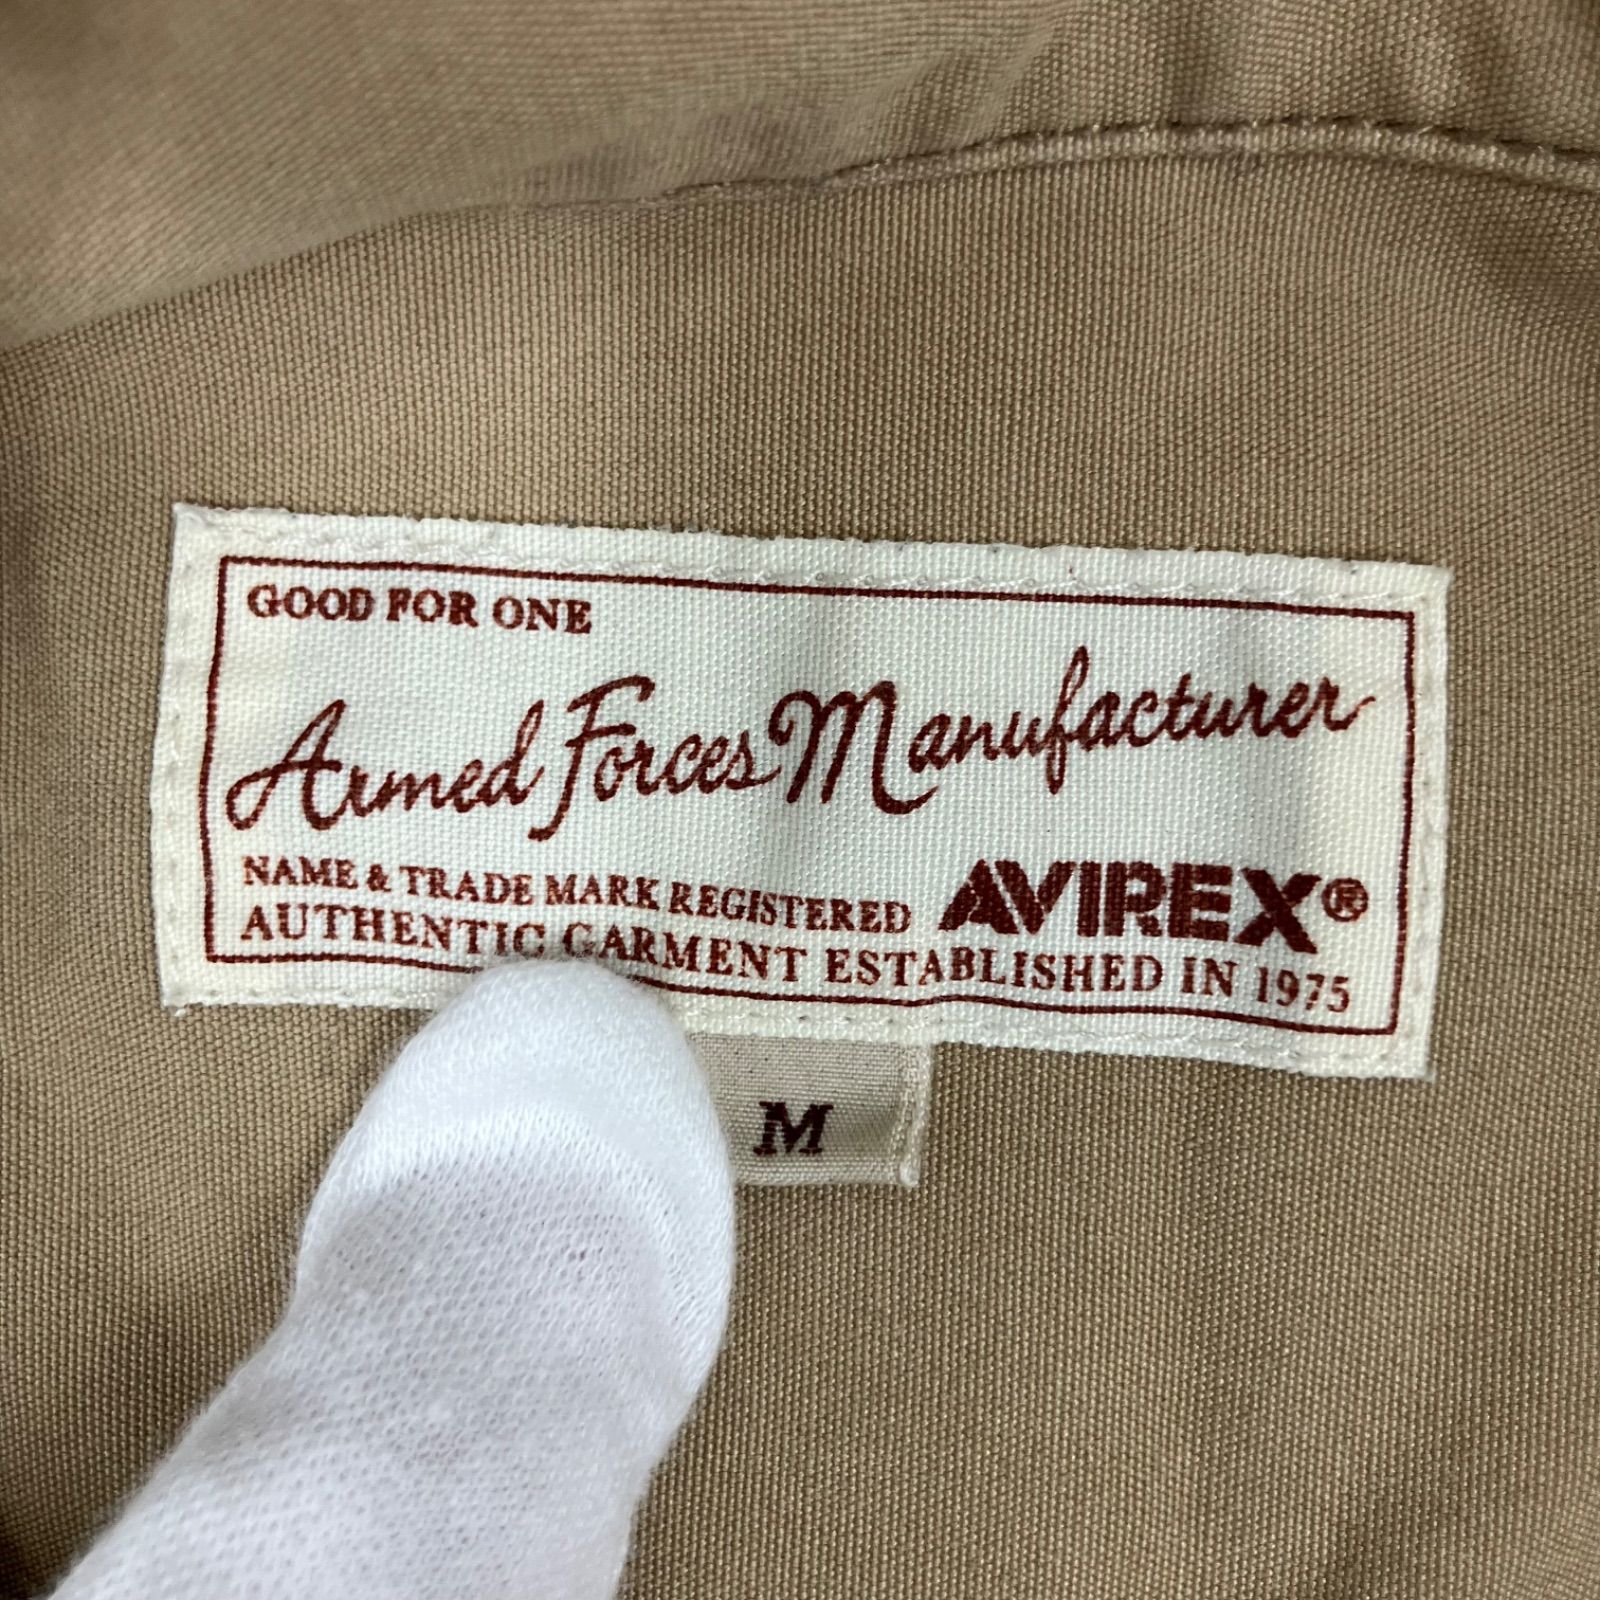 GOOD FOR ONE
Armed Forces Manufacturer
NAME & TRADE MARK REGISTERED AVIREX®
AUTHENTIC GARMENT ESTABLISHED IN 1975
M